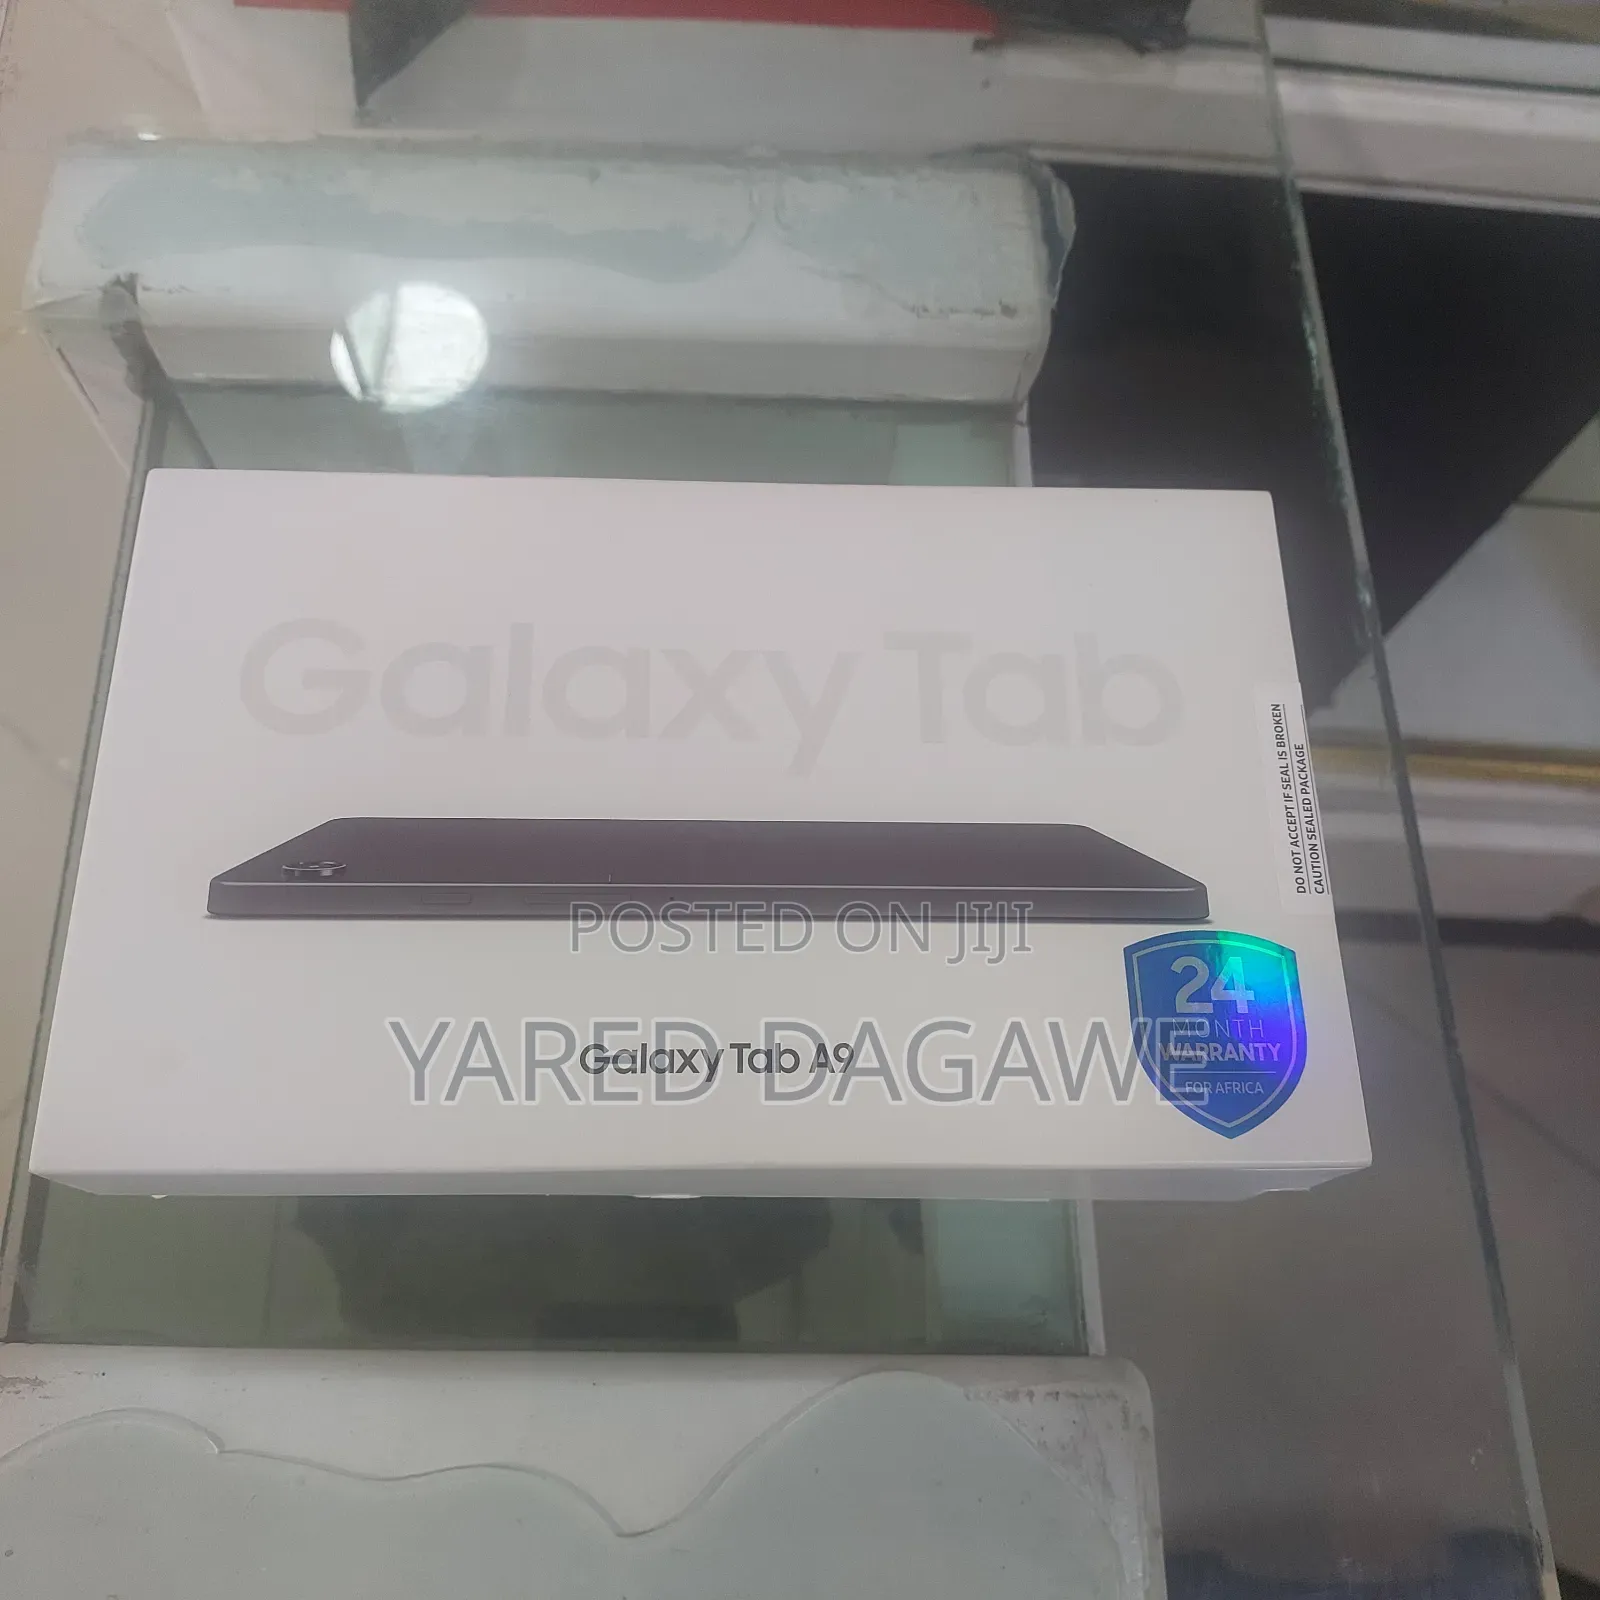 Galaxy Tab
DO NOT ACCEPT IF SEAL IS BROKEN
CAUTION SEALED PACKAGE
POSTED ON JIJI
YARED DAGAWE
Galaxy Tab A9
24
MONTH
WARRANTY
FOR AFRICA